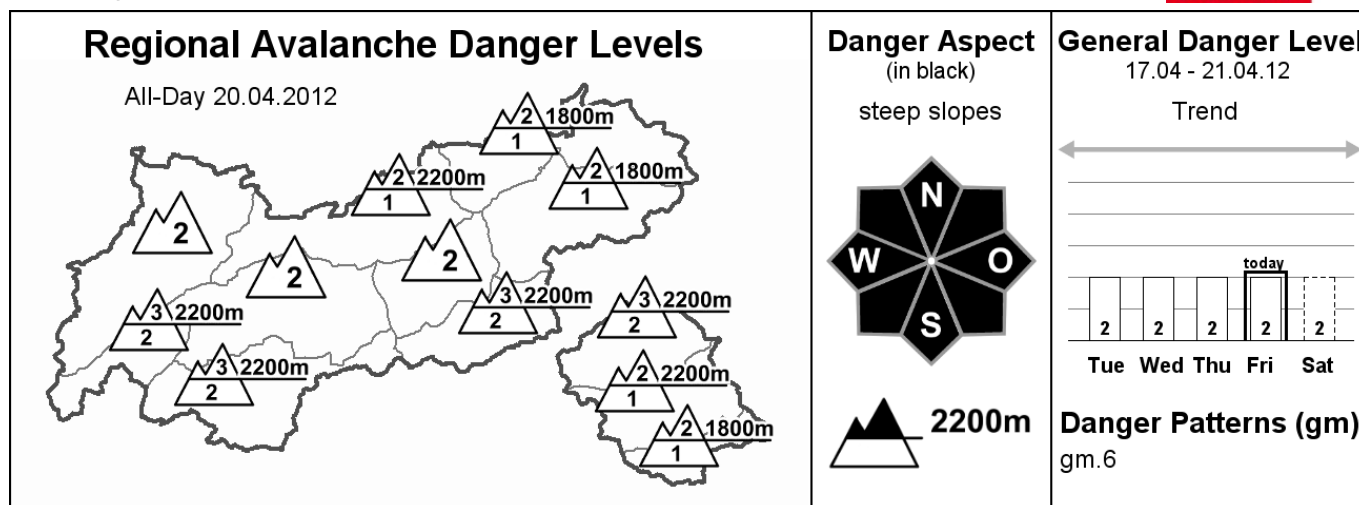 Regional Avalanche Danger Levels
All-Day 20.04.2012
2 1800m
1
2 2200m
1
2 1800m
1
2
2
2
3 2200m
2
3 2200m
2
3 2200m
2
3 2200m
2
2 2200m
1
2 1800m
1
Danger Aspect
(in black)
steep slopes
N
W O
S
2200m
General Danger Level
17.04 - 21.04.12
Trend
today
2 2 2 2 2
Tue Wed Thu Fri Sat
Danger Patterns (gm)
gm.6